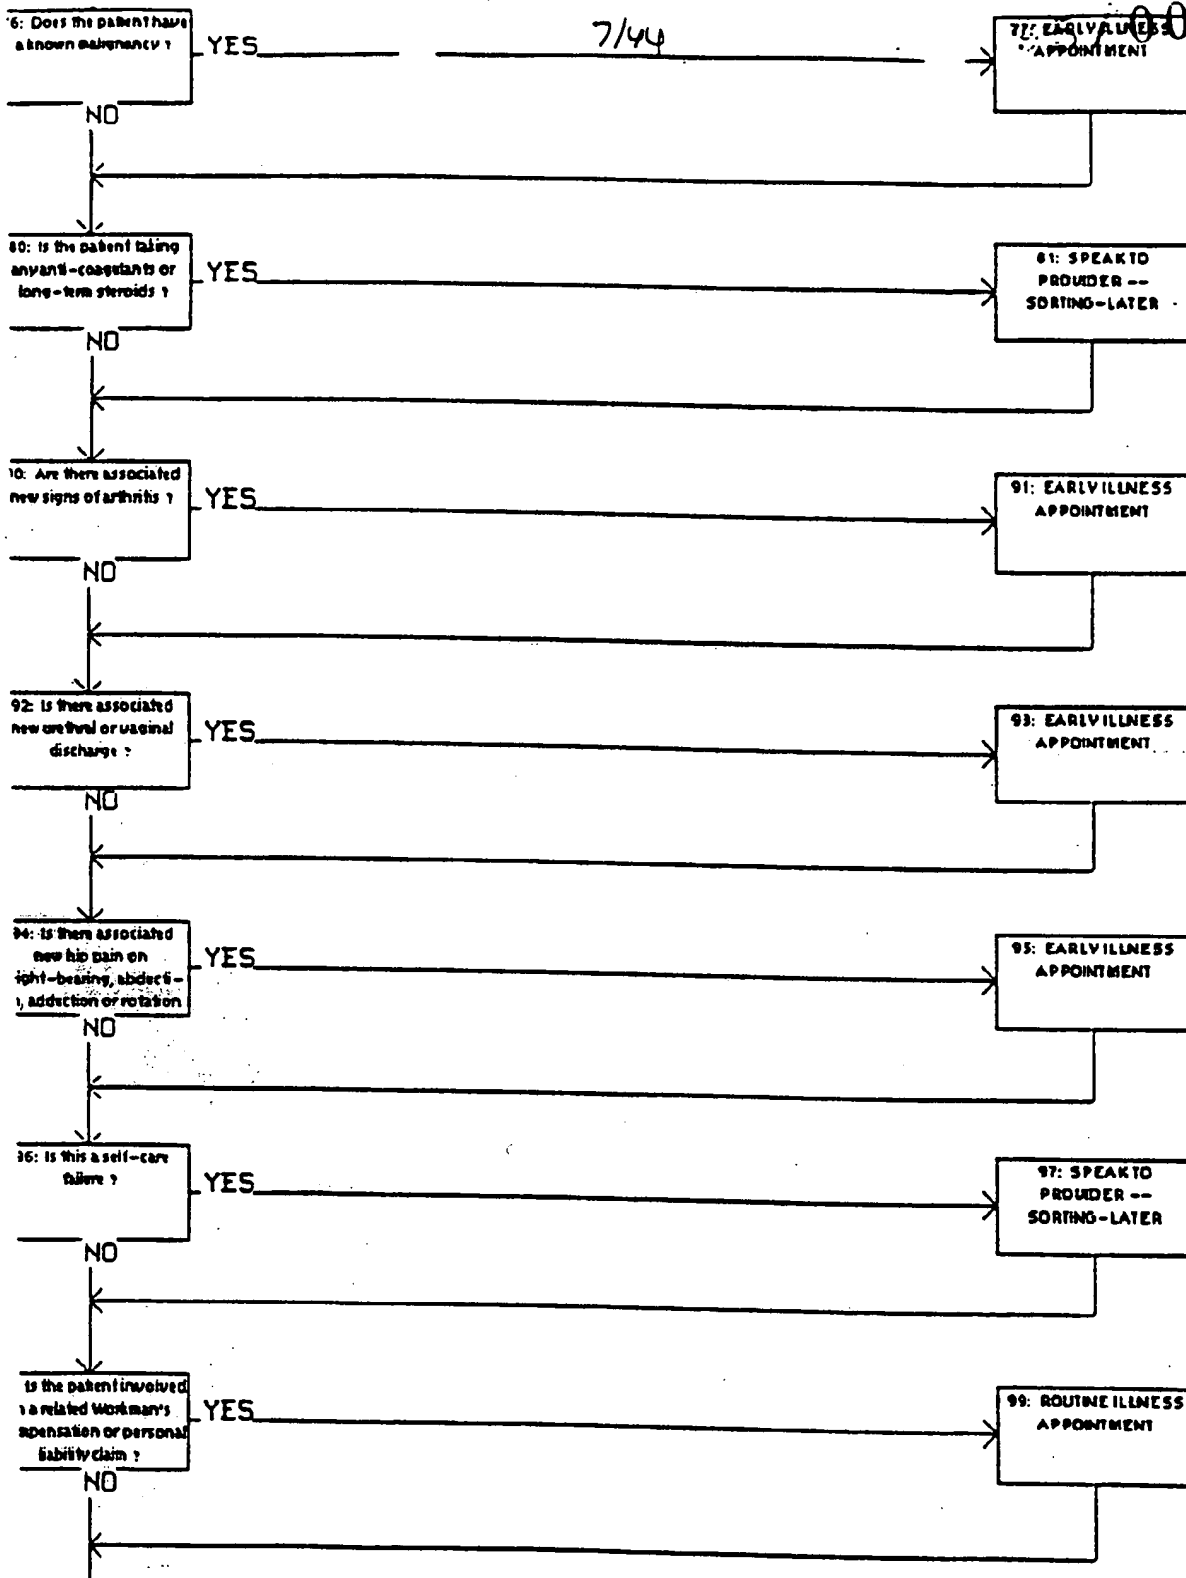 6: Does the patient have
a known malignancy ?
YES
7/44
77: EARLY ILLNESS
APPOINTMENT
NO
80: Is the patient taking
any anti-coagulants or
long-term steroids ?
YES
81: SPEAK TO
PROVIDER --
SORTING-LATER
NO
10: Are there associated
new signs of arthritis ?
YES
91: EARLY ILLNESS
APPOINTMENT
NO
92: Is there associated
new urethral or vaginal
discharge ?
YES
93: EARLY ILLNESS
APPOINTMENT
NO
94: Is there associated
new hip pain on
ight-bearing, abducti-
, adduction or rotation
YES
95: EARLY ILLNESS
APPOINTMENT
NO
96: Is this a self-care
failure ?
YES
97: SPEAK TO
PROVIDER --
SORTING-LATER
NO
Is the patient involved
a related Workman's
mpensation or personal
liability claim ?
YES
99: ROUTINE ILLNESS
APPOINTMENT
NO